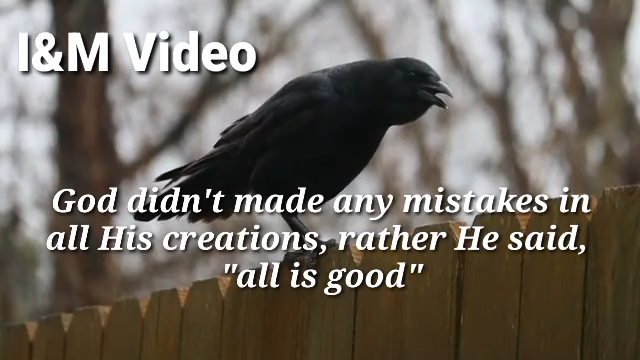 I&M Video
God didn't made any mistakes in
all His creations, rather He said,
"all is good"